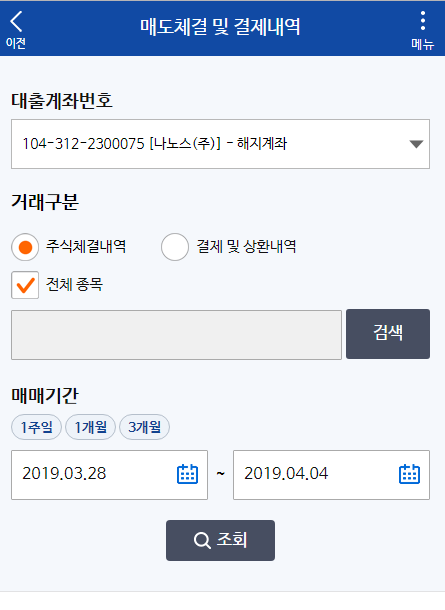 매도체결 및 결제내역
이전
메뉴
대출계좌번호
104-312-2300075 [나노스(주)] - 해지계좌
거래구분
주식체결내역 결제 및 상환내역
전체 종목
검색
매매기간
1주일 1개월 3개월
2019.03.28 ~ 2019.04.04
조회